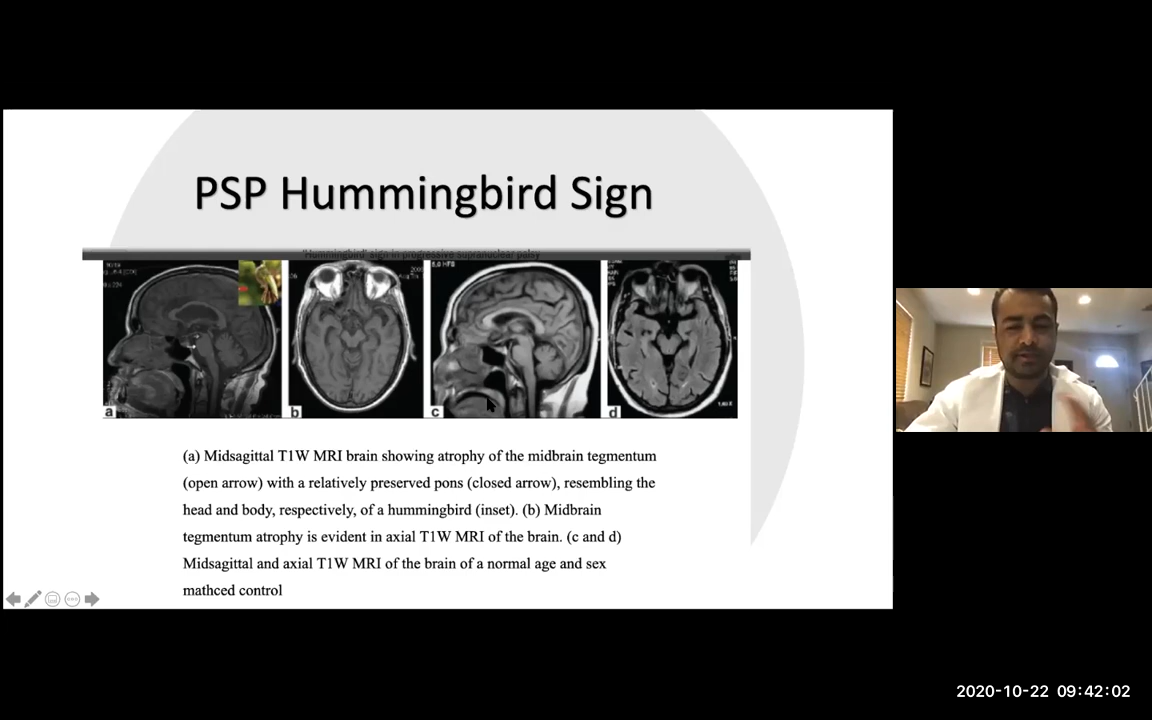 PSP Hummingbird Sign
'Hummingbird' sign in progressive supranuclear palsy
a
b
c
d
(a) Midsagittal T1W MRI brain showing atrophy of the midbrain tegmentum
(open arrow) with a relatively preserved pons (closed arrow), resembling the
head and body, respectively, of a hummingbird (inset). (b) Midbrain
tegmentum atrophy is evident in axial T1W MRI of the brain. (c and d)
Midsagittal and axial T1W MRI of the brain of a normal age and sex
mathced control
2020-10-22 09:42:02